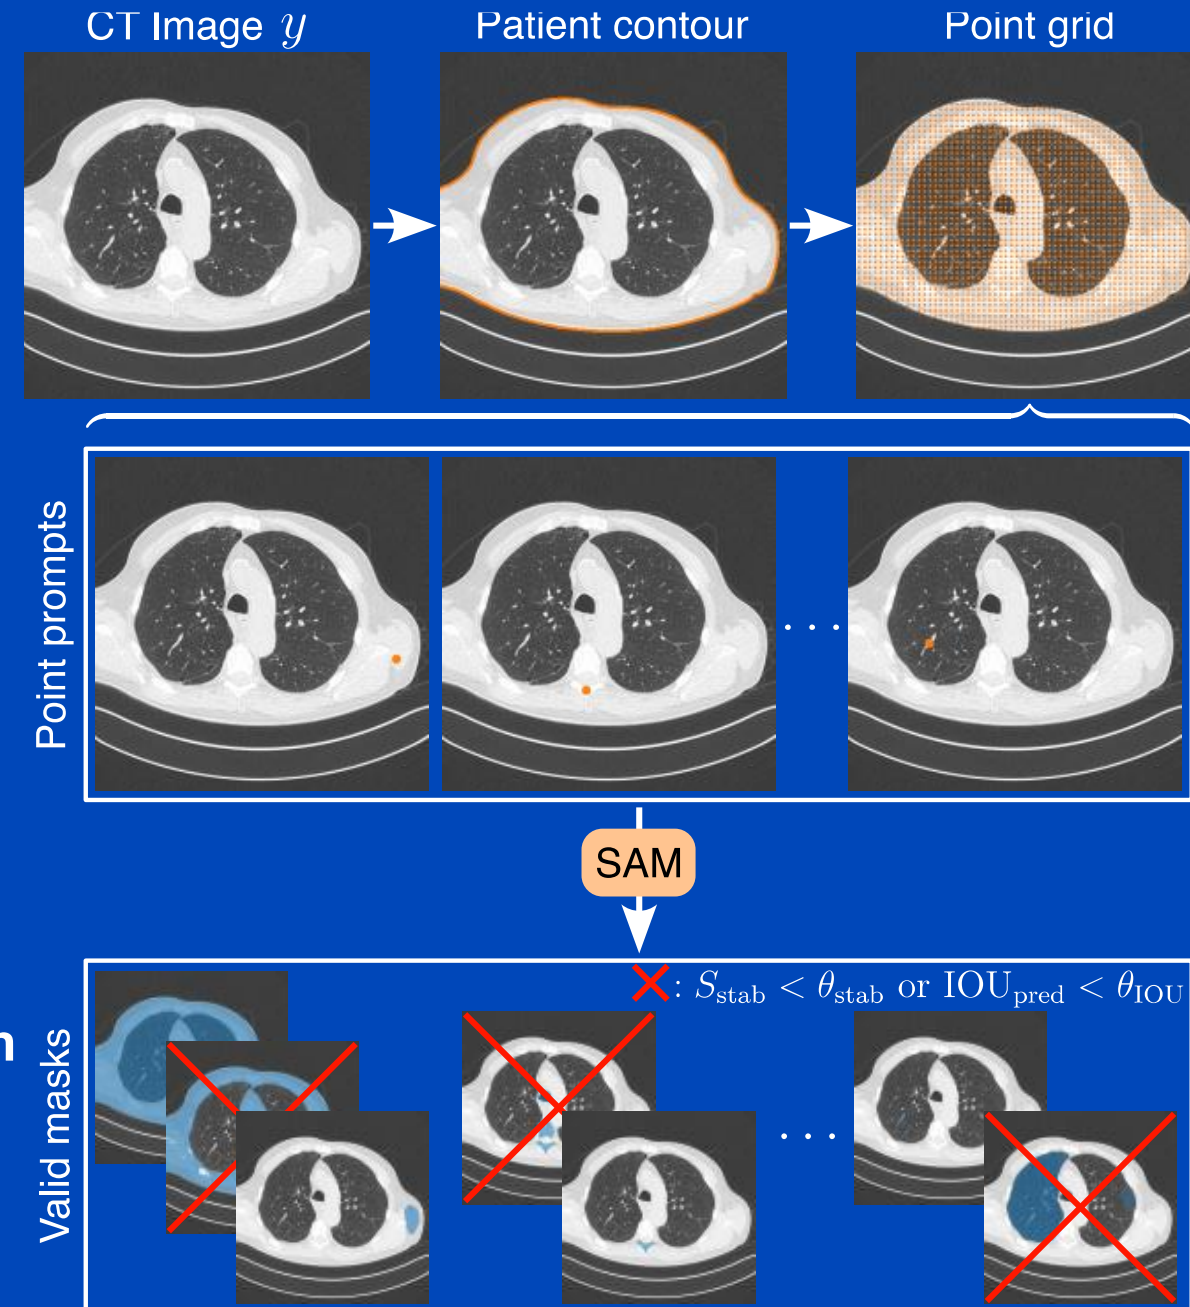 CT Image y
Patient contour
Point grid
Point prompts
. . .
SAM
Valid masks
: S_stab < θ_stab or IOU_pred < θ_IOU
. . .
n